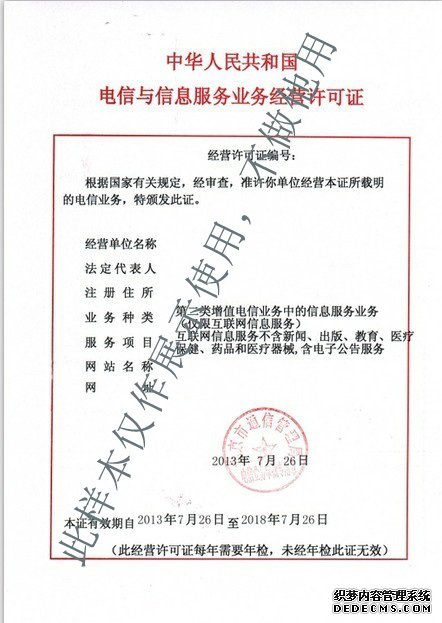 中华人民共和国
电信与信息服务业务经营许可证
经营许可证编号:
根据国家有关规定,经审查,准许你单位经营本证所载明
的电信业务,特颁发此证。
经营单位名称
法定代表人
注册住所
业务种类 第二类增值电信业务中的信息服务业务
(仅限互联网信息服务)
服务项目 互联网信息服务不含新闻、出版、教育、医疗
保健、药品和医疗器械,含电子公告服务
网站名称
网址
京市通信管理局
2013年 7月 26日
本证有效期自2013年7月26日 至2018年7月26日
(此经营许可证每年需要年检,未经年检此证无效)
此样本仅作展示使用,不做他用
织梦内容管理系统
DEDECMS.COM